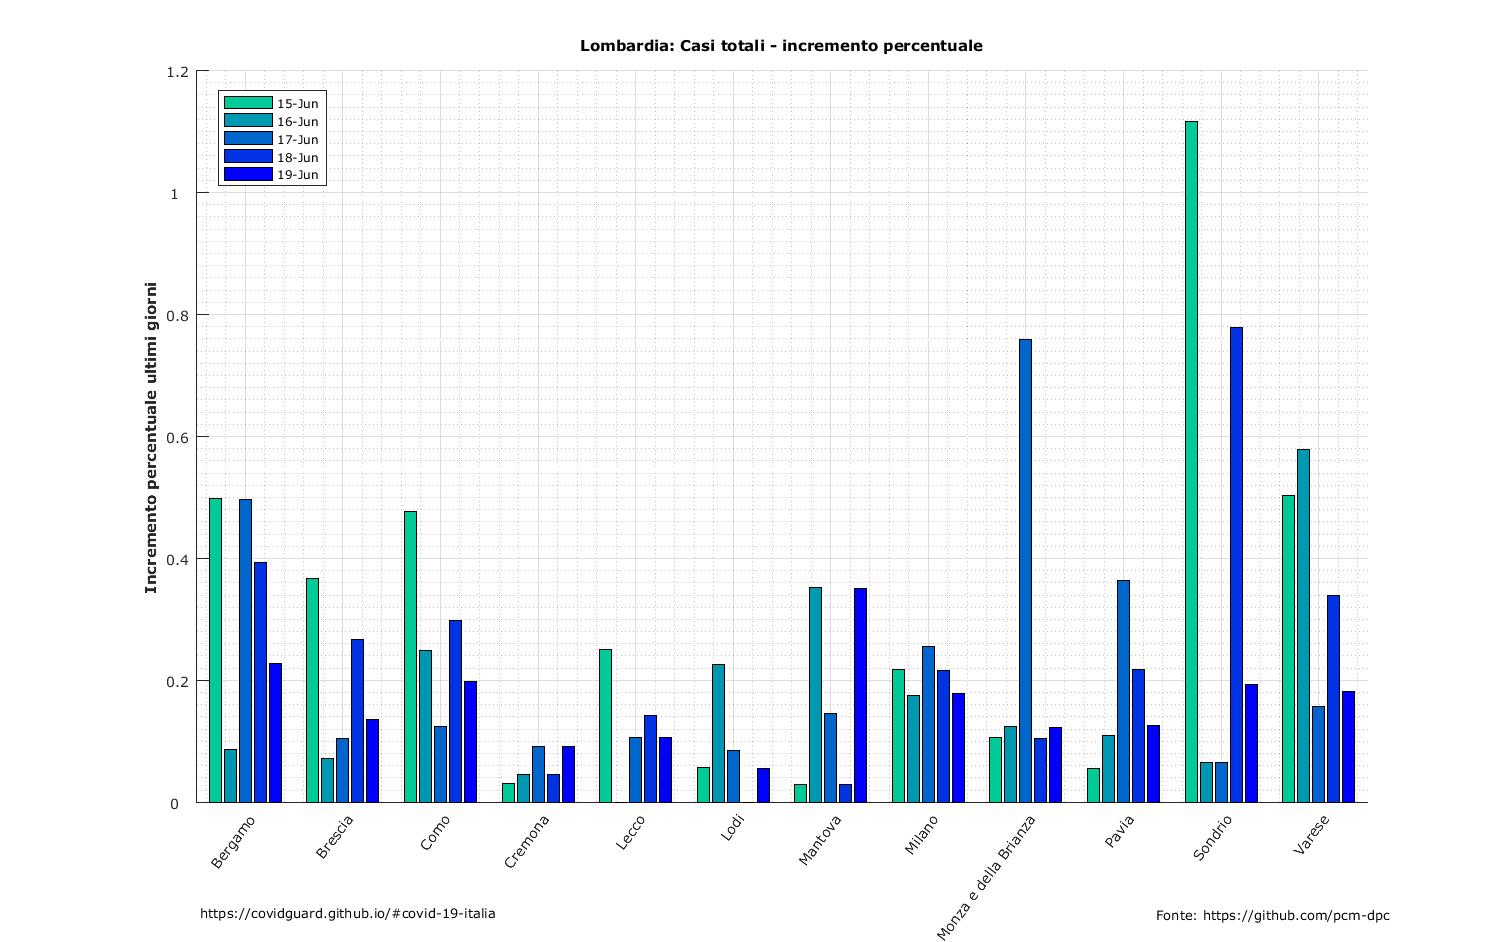 Lombardia: Casi totali - incremento percentuale
1.2
1
0.8
0.6
0.4
0.2
0
Incremento percentuale ultimi giorni
15-Jun
16-Jun
17-Jun
18-Jun
19-Jun
Bergamo
Brescia
Como
Cremona
Lecco
Lodi
Mantova
Milano
Monza e della Brianza
Pavia
Sondrio
Varese
https://covidguard.github.io/#covid-19-italia
Fonte: https://github.com/pcm-dpc